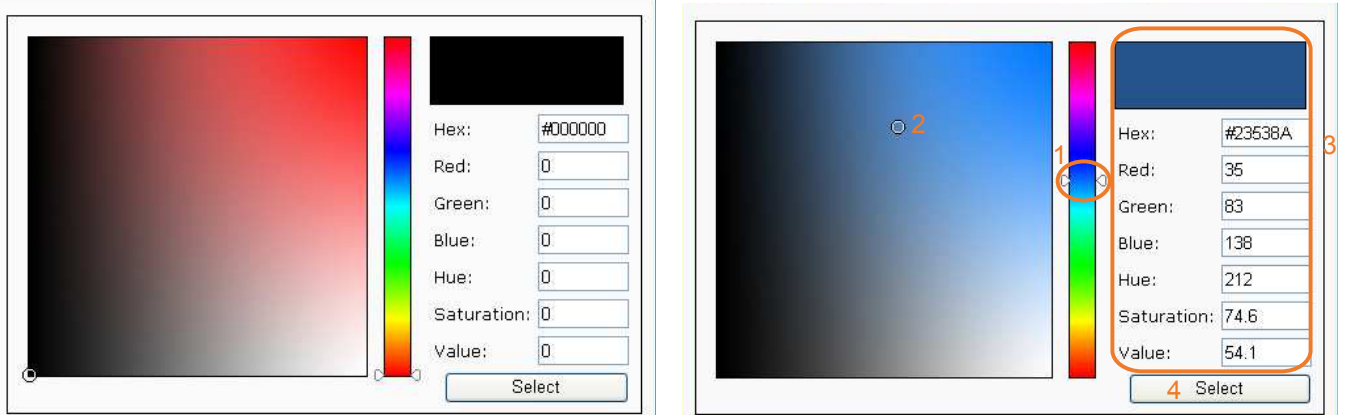 Hex: #000000
Red: 0
Green: 0
Blue: 0
Hue: 0
Saturation: 0
Value: 0
Select
1
2
3
Hex: #23538A
Red: 35
Green: 83
Blue: 138
Hue: 212
Saturation: 74.6
Value: 54.1
4 Select